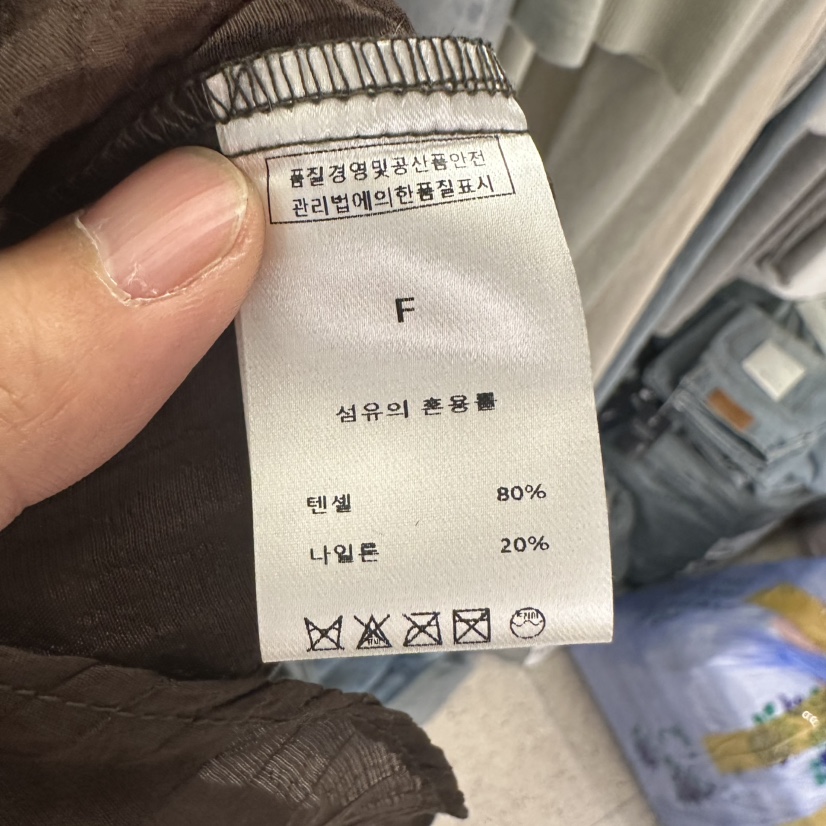 품질경영및공산품안전
관리법에의한품질표시
F
섬유의 혼용률
텐셀 80%
나일론 20%